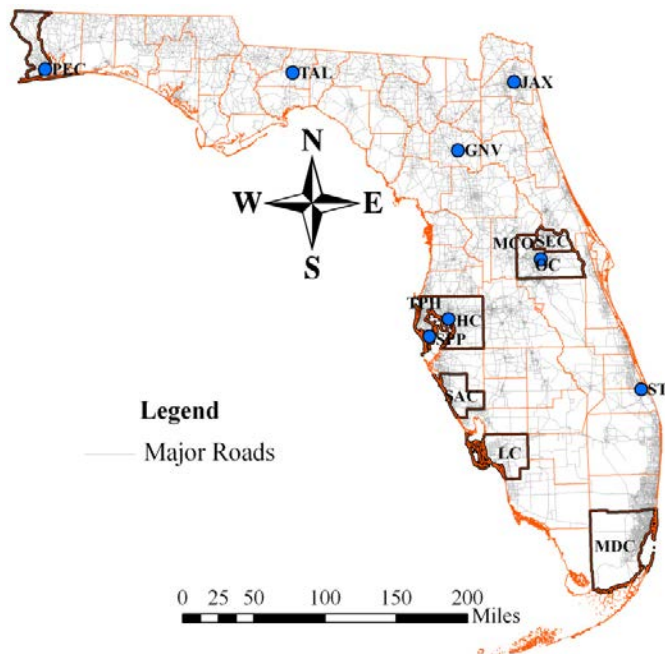 PEC
TAL
JAX
GNV
N
W E
S
MCO SEC
OC
TPH
HC
SPP
ST
SAC
Legend
Major Roads
LC
MDC
0 25 50 100 150 200
Miles